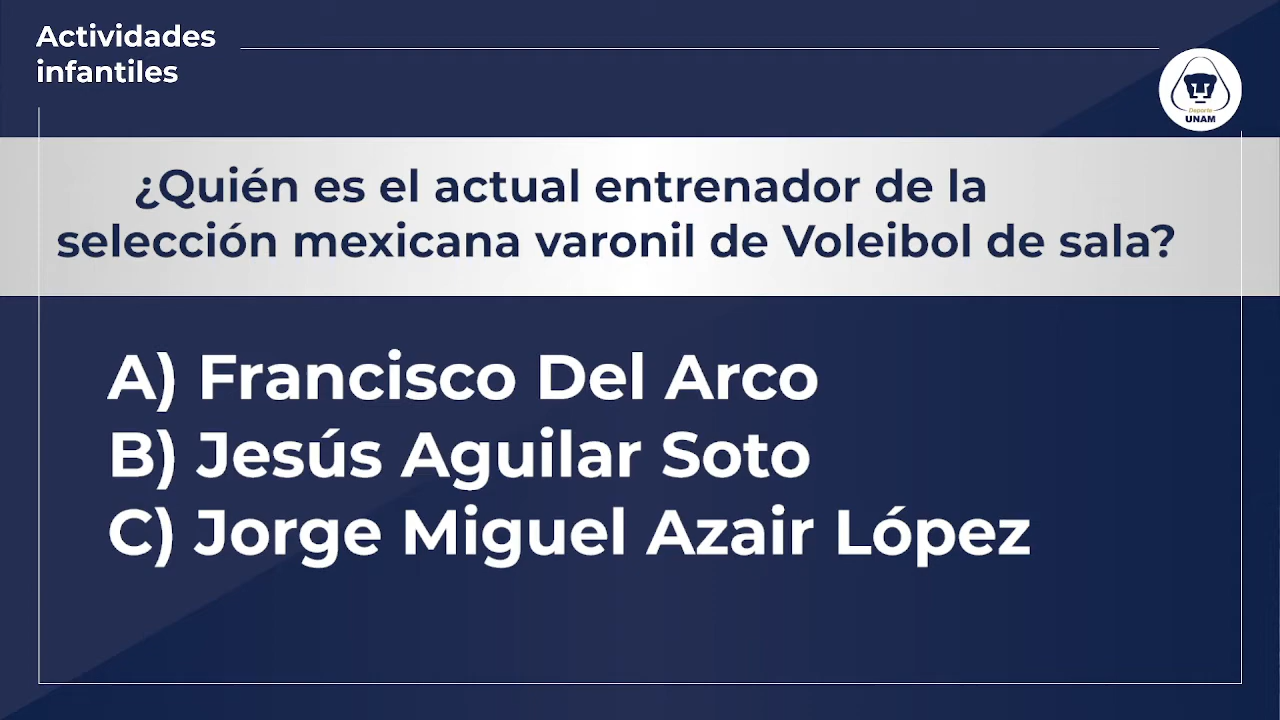 Actividades
infantiles
Deporte
UNAM
¿Quién es el actual entrenador de la
selección mexicana varonil de Voleibol de sala?
A) Francisco Del Arco
B) Jesús Aguilar Soto
C) Jorge Miguel Azair López